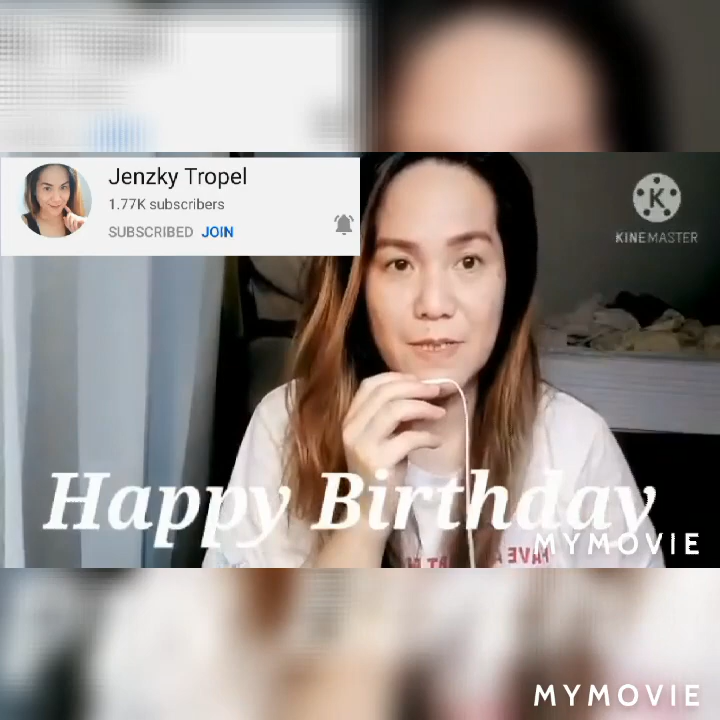 Jenzky Tropel
1.77K subscribers
SUBSCRIBED JOIN
K
KINEMASTER
Happy Birthday
MYMOVIE
MYMOVIE